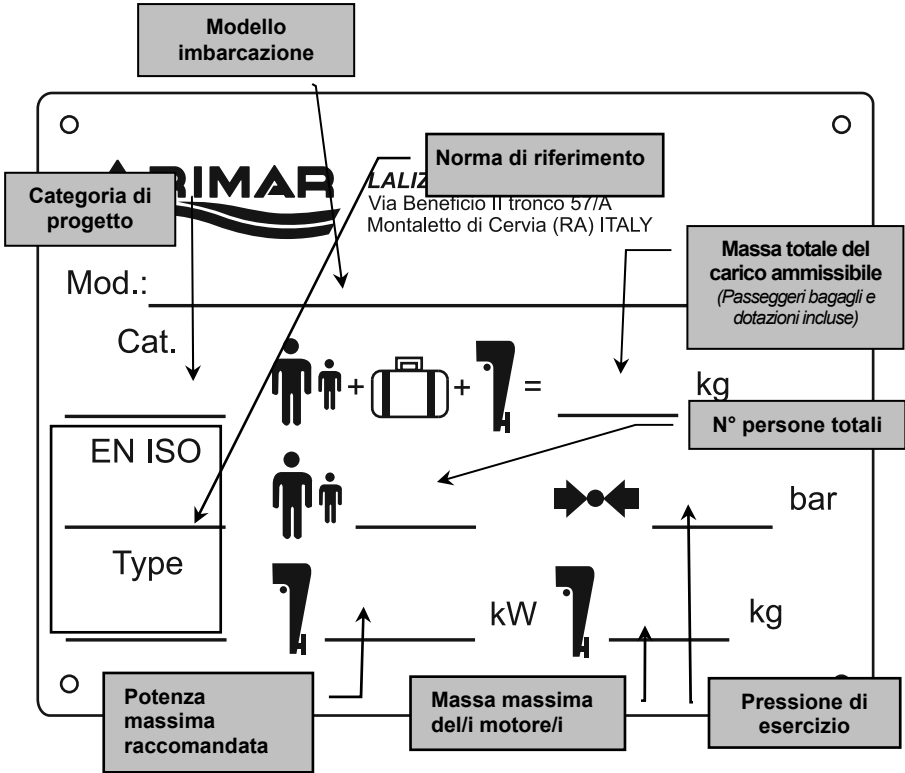 Modello
imbarcazione
ARIMAR
Norma di riferimento
Categoria di
progetto
Via Beneficio II tronco 57/A
Montaletto di Cervia (RA) ITALY
Massa totale del
carico ammissibile
(Passeggeri bagagli e
dotazioni incluse)
Mod.:
Cat.
+ + = kg
N° persone totali
EN ISO
bar
Type
kW
kg
Potenza
massima
raccomandata
Massa massima
del/i motore/i
Pressione di
esercizio